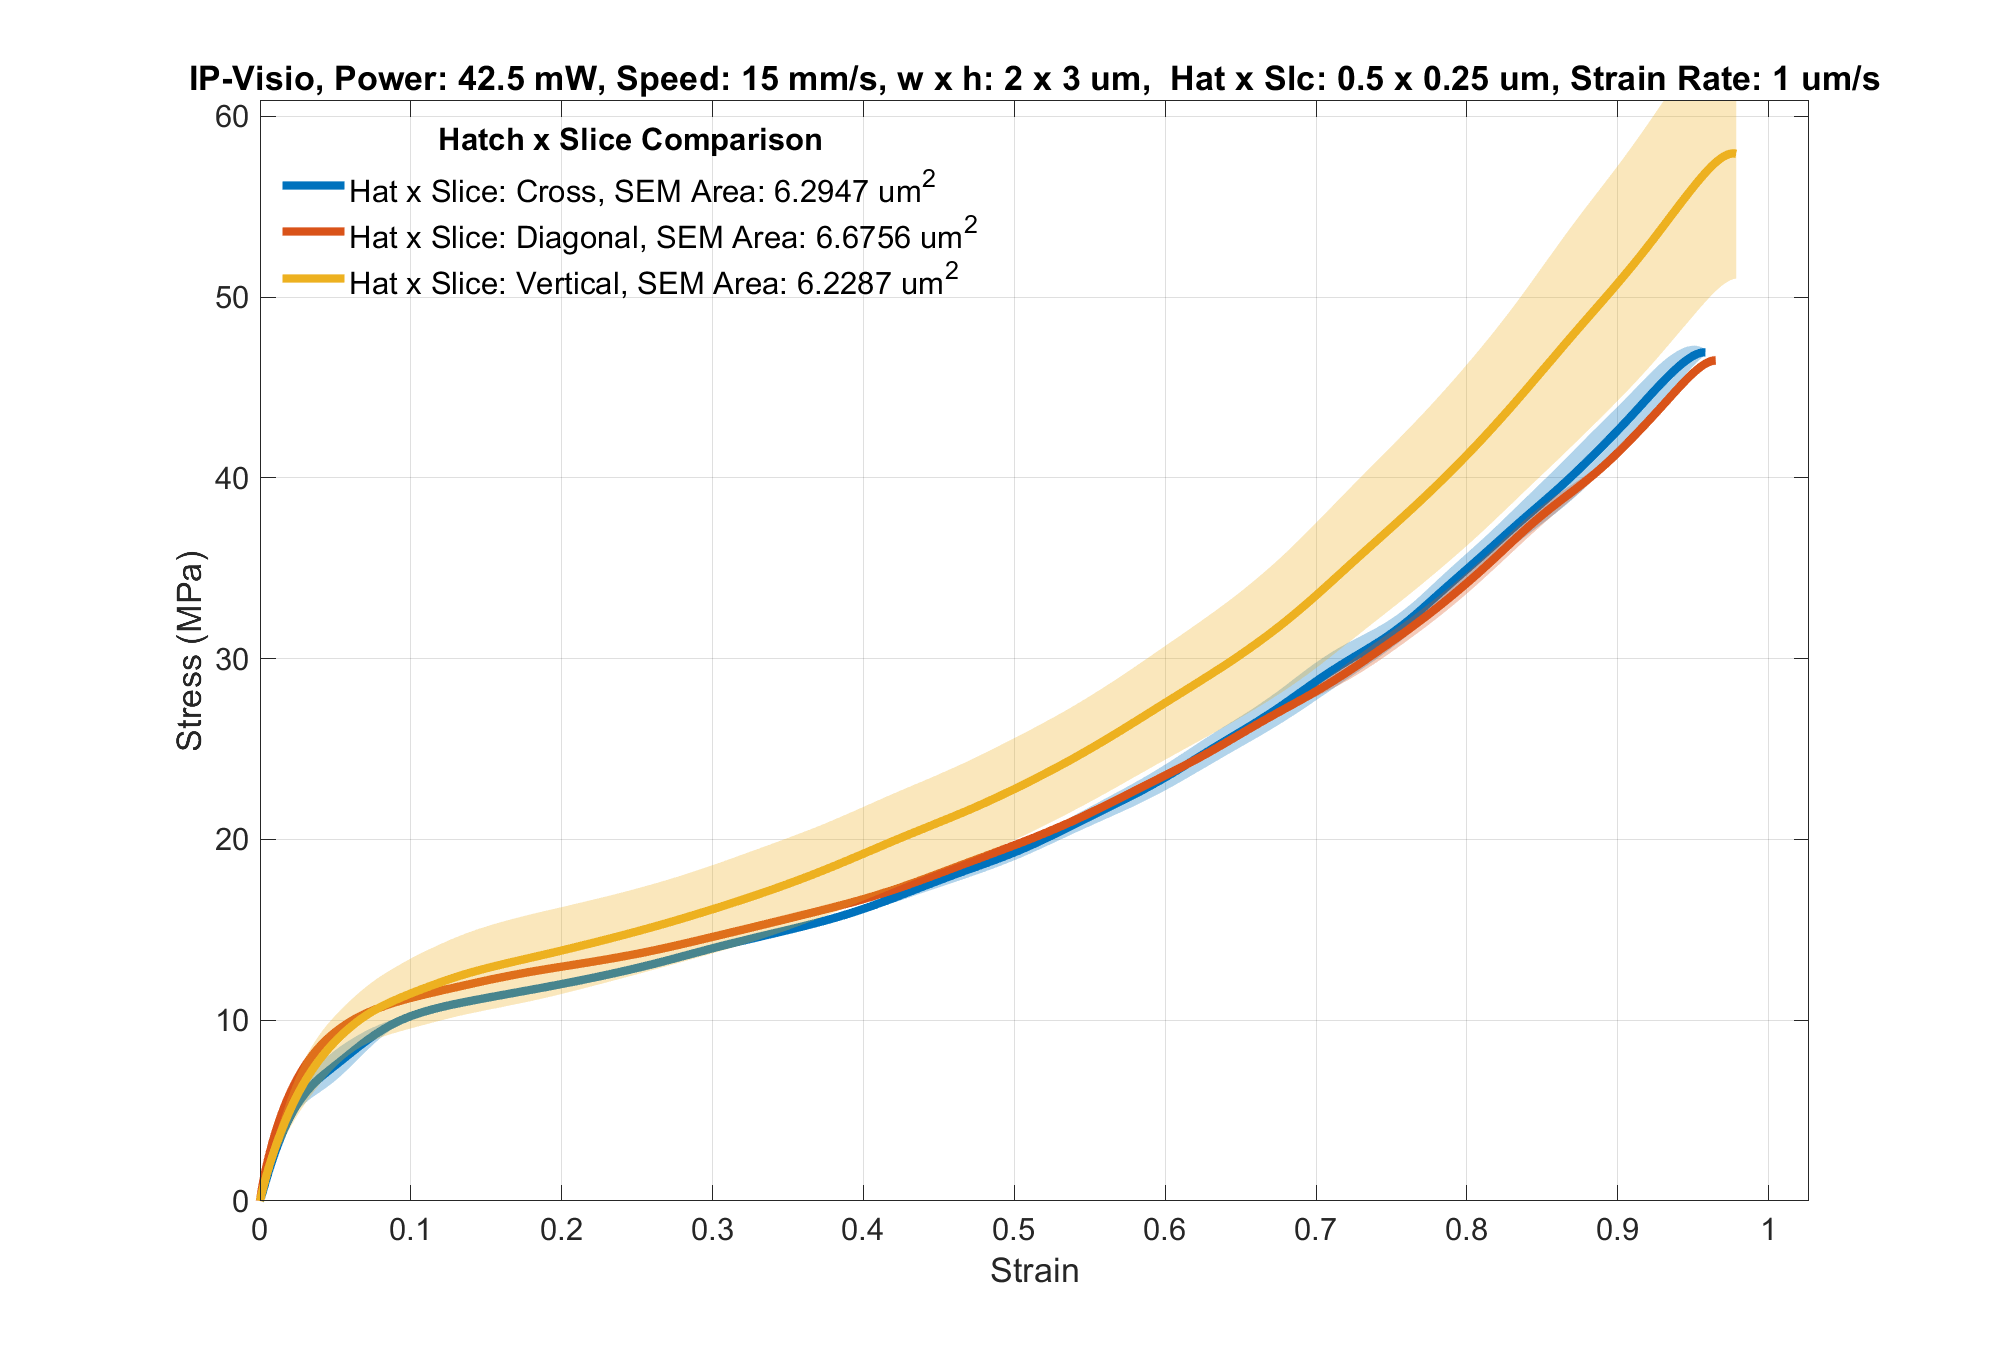 IP-Visio, Power: 42.5 mW, Speed: 15 mm/s, w x h: 2 x 3 um,  Hat x Slc: 0.5 x 0.25 um, Strain Rate: 1 um/s
Hatch x Slice Comparison
Hat x Slice: Cross, SEM Area: 6.2947 um²
Hat x Slice: Diagonal, SEM Area: 6.6756 um²
Hat x Slice: Vertical, SEM Area: 6.2287 um²
Stress (MPa)
60
50
40
30
20
10
0
0 0.1 0.2 0.3 0.4 0.5 0.6 0.7 0.8 0.9 1
Strain